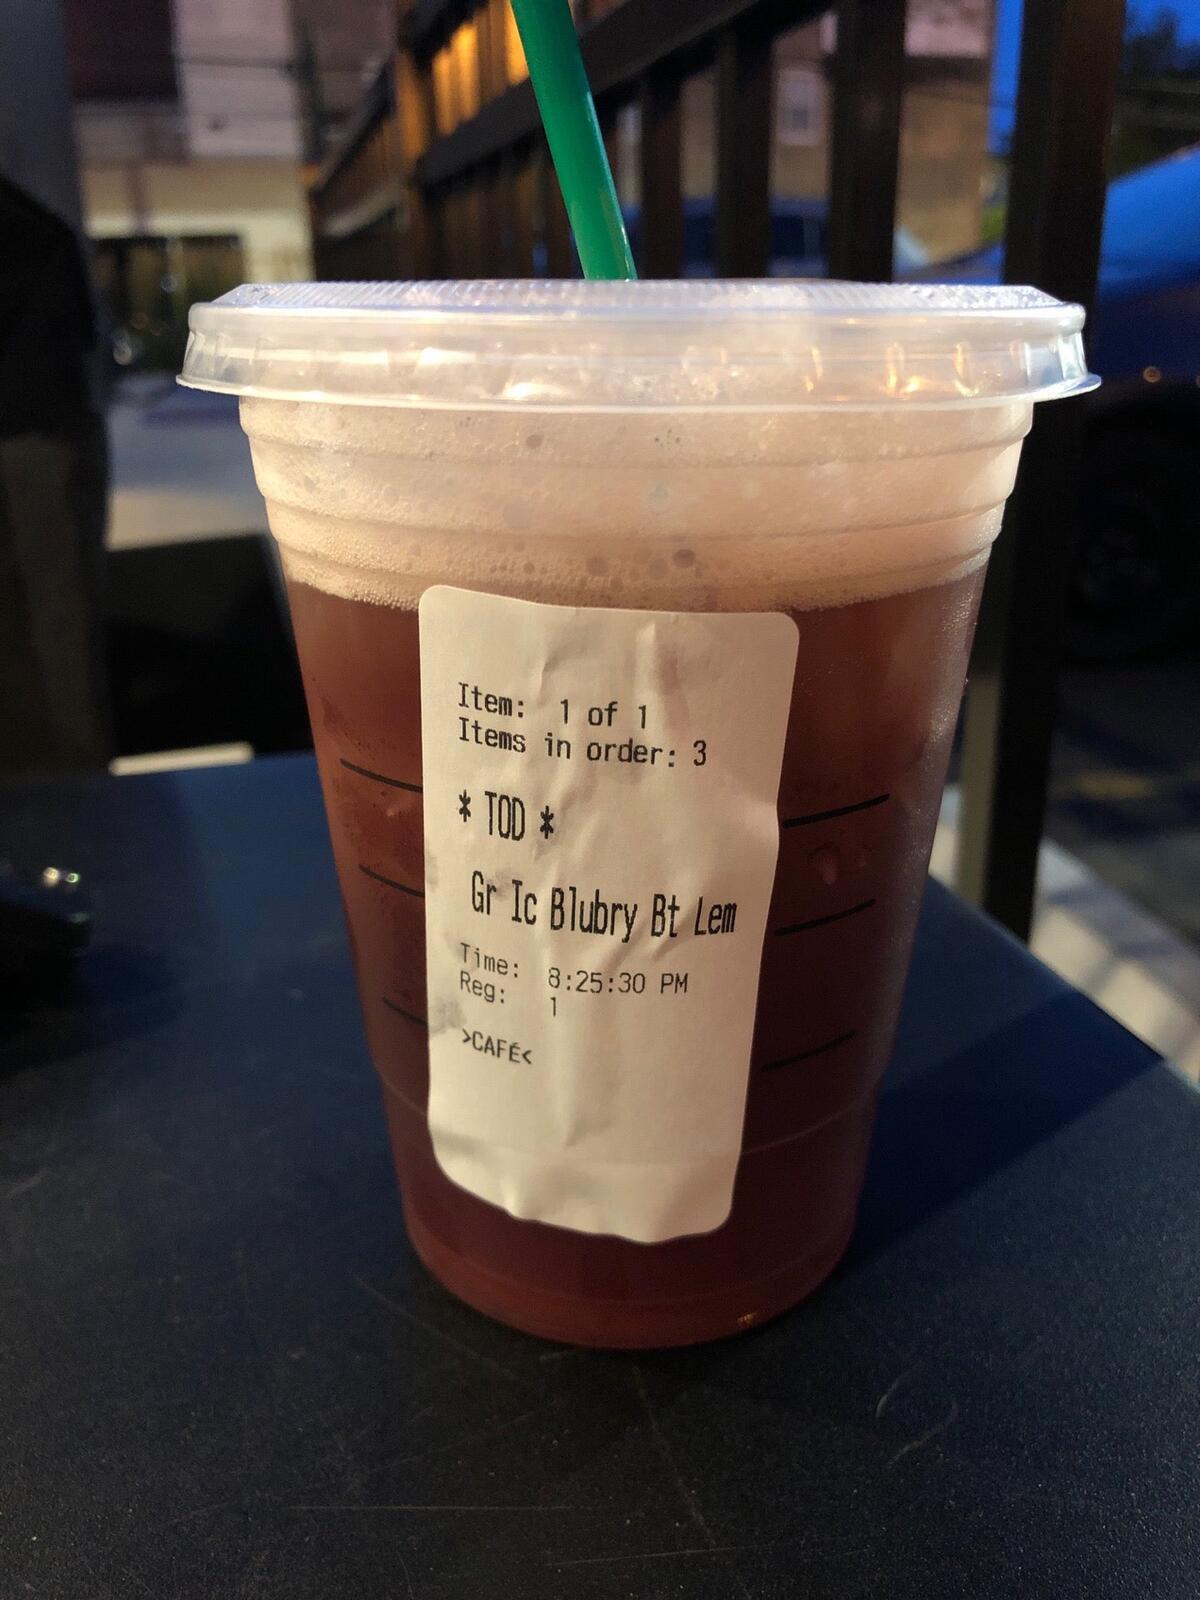 Item: 1 of 1
Items in order: 3
* TOD *
Gr Ic Blubry Bt Lem
Time: 8:25:30 PM
Reg: 1
>CAFÉ<